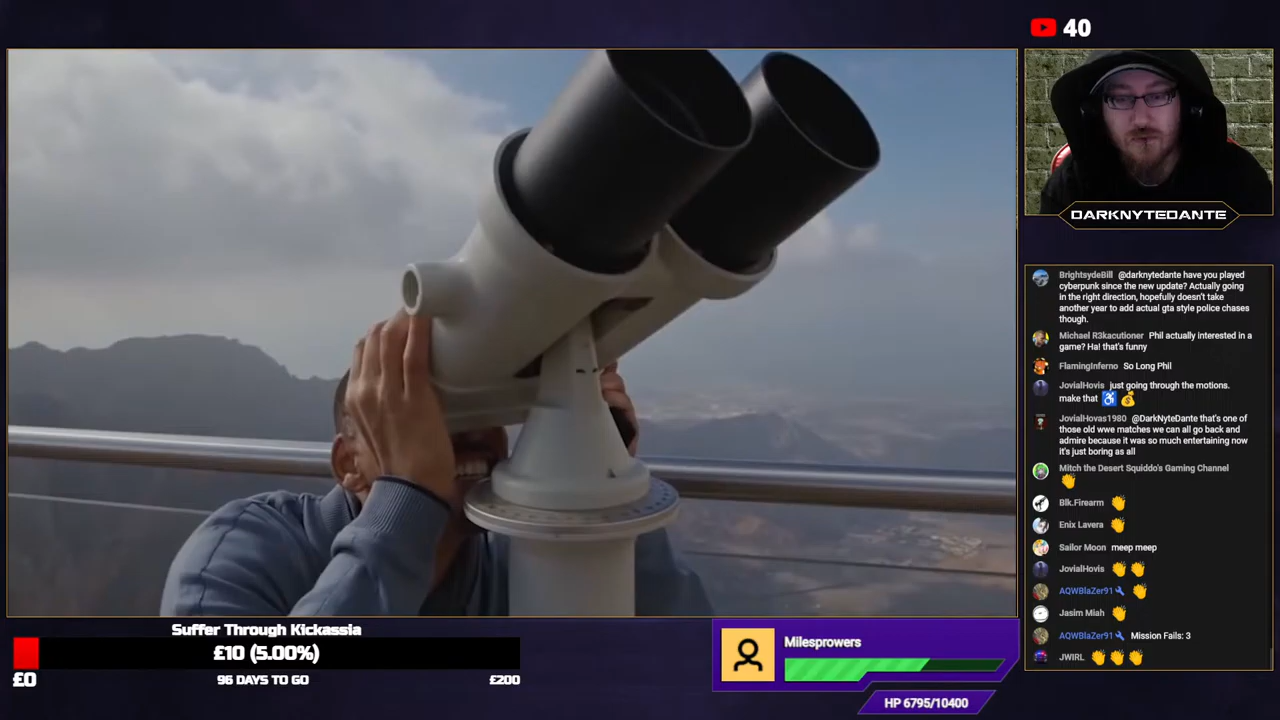 40
DARKNYTEDANTE
BrightsydeBill @darknytedante have you played
cyberpunk since the new update? Actually going
in the right direction, hopefully doesn't take
another year to add actual gta style police chases
though.
Michael R3kacutioner Phil actually interested in a
game? Ha! that's funny
FlamingInferno So Long Phil
JovialHovis just going through the motions.
make that ♿ 💰
JovialHovas1980 @DarkNyteDante that's one of
those old wwe matches we can all go back and
admire because it was so much entertaining now
it's just boring as all
Mitch the Desert Squiddo's Gaming Channel
👏
Blk.Firearm 👏
Enix Lavera 👏
Sailor Moon meep meep
JovialHovis 👏 👏
AQWBlaZer91 👏
Jasim Miah 👏
AQWBlaZer91 Mission Fails: 3
JWIRL 👏 👏 👏
Suffer Through Kickassia
£10 (5.00%)
£0 96 DAYS TO GO £200
Milesprowers
HP 6795/10400